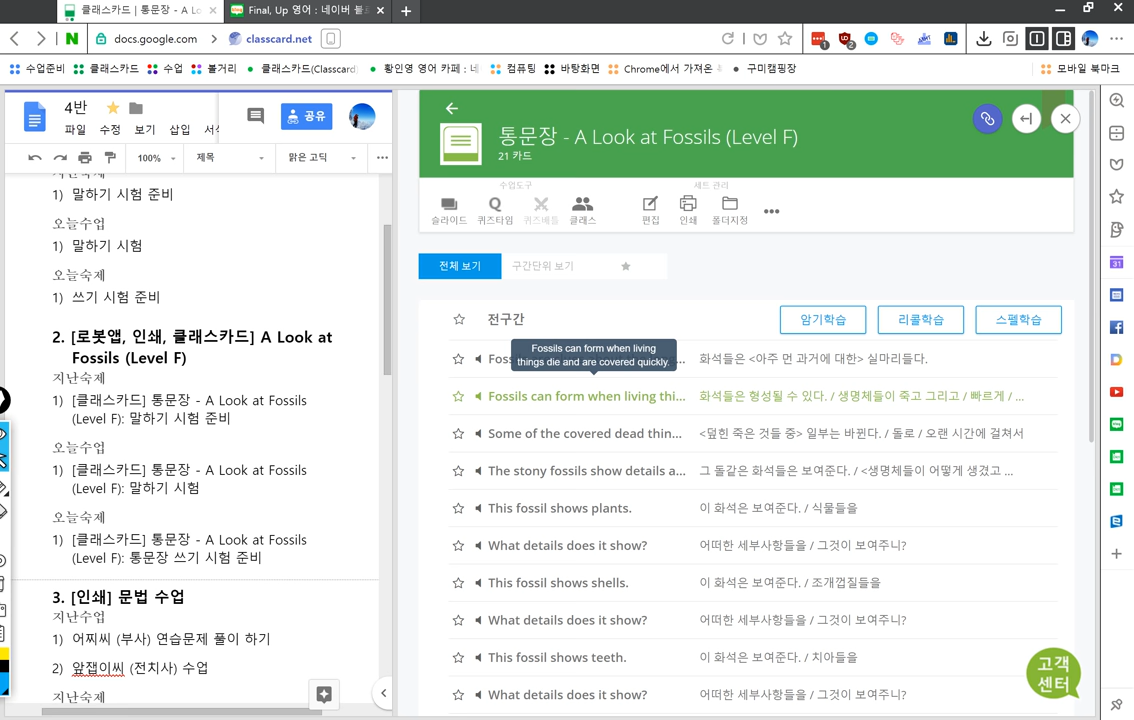 클래스카드 | 통문장 - A Lo
Final, Up 영어 : 네이버 블
docs.google.com
classcard.net
수업준비
클래스카드
수업
볼거리
클래스카드(Classcard
황인영 영어 카페 : 네
컴퓨팅
바탕화면
Chrome에서 가져온
구미캠핑장
모바일 북마크
4반
파일 수정 보기 삽입 서식
공유
100%
제목
맑은 고딕
1) 말하기 시험 준비
오늘수업
1) 말하기 시험
오늘숙제
1) 쓰기 시험 준비
2. [로봇앱, 인쇄, 클래스카드] A Look at
Fossils (Level F)
지난숙제
1) [클래스카드] 통문장 - A Look at Fossils
(Level F): 말하기 시험 준비
오늘수업
1) [클래스카드] 통문장 - A Look at Fossils
(Level F): 말하기 시험
오늘숙제
1) [클래스카드] 통문장 - A Look at Fossils
(Level F): 통문장 쓰기 시험 준비
3. [인쇄] 문법 수업
지난수업
1) 어찌씨 (부사) 연습문제 풀이 하기
2) 앞잡이씨 (전치사) 수업
지난숙제
통문장 - A Look at Fossils (Level F)
21 카드
수업도구
세트 관리
슬라이드
퀴즈타임
퀴즈배틀
클래스
편집
인쇄
폴더지정
전체 보기
구간단위 보기
전구간
암기학습
리콜학습
스펠학습
Fossils can form when living
things die and are covered quickly.
화석들은 <아주 먼 과거에 대한> 실마리들다.
Fossils can form when living thi...
화석들은 형성될 수 있다. / 생명체들이 죽고 그리고 / 빠르게 / ...
Some of the covered dead thin...
<덮힌 죽은 것들 중> 일부는 바뀐다. / 돌로 / 오랜 시간에 걸쳐서
The stony fossils show details a...
그 돌같은 화석들은 보여준다. / <생명체들이 어떻게 생겼고 ...
This fossil shows plants.
이 화석은 보여준다. / 식물들을
What details does it show?
어떠한 세부사항들을 / 그것이 보여주니?
This fossil shows shells.
이 화석은 보여준다. / 조개껍질들을
What details does it show?
어떠한 세부사항들을 / 그것이 보여주니?
This fossil shows teeth.
이 화석은 보여준다. / 치아들을
What details does it show?
어떠한 세부사항들을 / 그것이 보여주니?
고객
센터